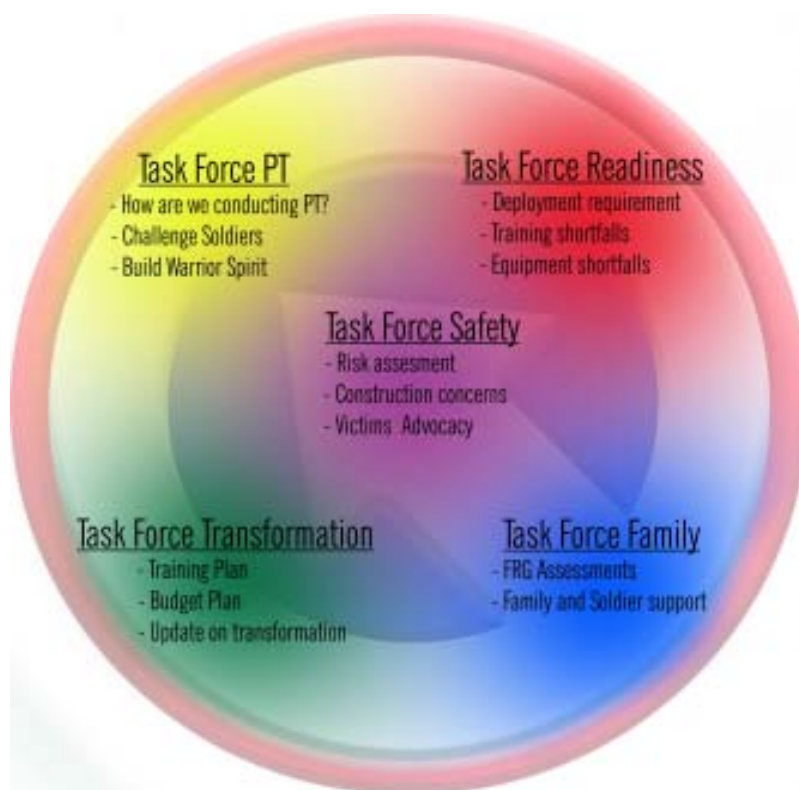 Task Force PT
- How are we conducting PT?
- Challenge Soldiers
- Build Warrior Spirit
Task Force Readiness
- Deployment requirement
- Training shortfalls
- Equipment shortfalls
Task Force Safety
- Risk assesment
- Construction concerns
- Victims Advocacy
Task Force Transformation
- Training Plan
- Budget Plan
- Update on transformation
Task Force Family
- FRG Assessments
- Family and Soldier support